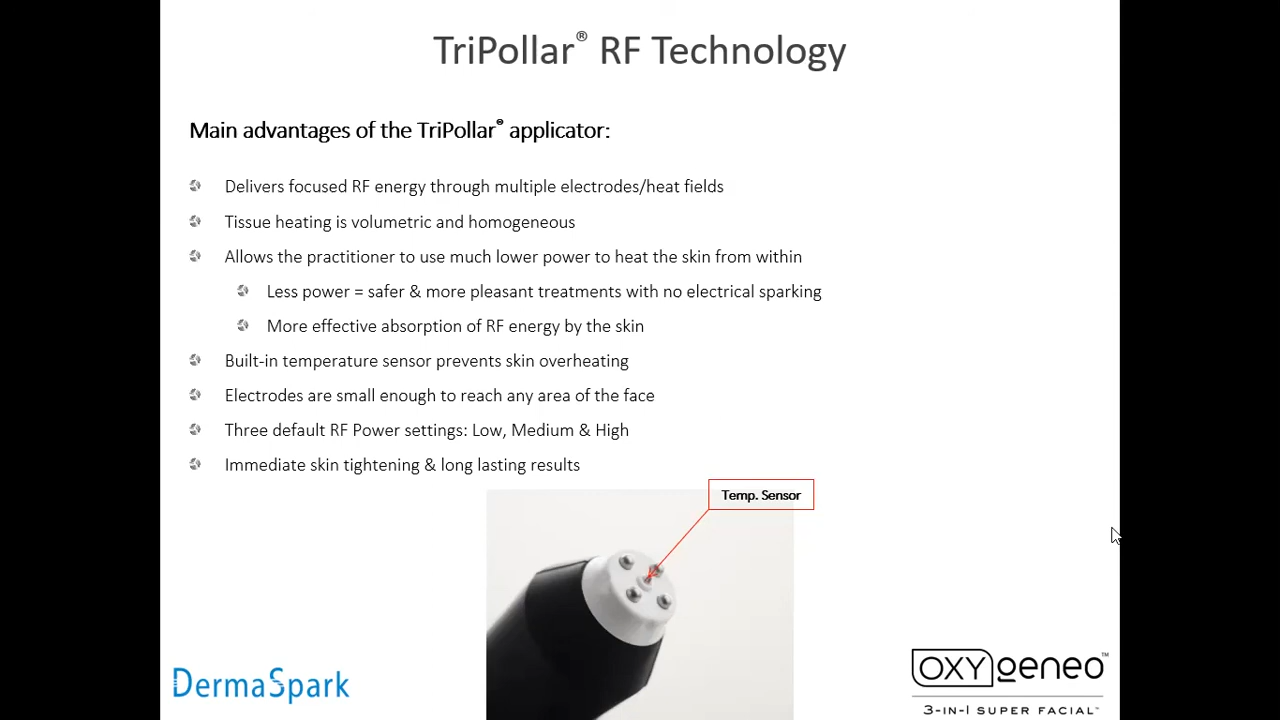 TriPollar® RF Technology
Main advantages of the TriPollar® applicator:
Delivers focused RF energy through multiple electrodes/heat fields
Tissue heating is volumetric and homogeneous
Allows the practitioner to use much lower power to heat the skin from within
Less power = safer & more pleasant treatments with no electrical sparking
More effective absorption of RF energy by the skin
Built-in temperature sensor prevents skin overheating
Electrodes are small enough to reach any area of the face
Three default RF Power settings: Low, Medium & High
Immediate skin tightening & long lasting results
Temp. Sensor
DermaSpark
OXYgeneo™
3-IN-1 SUPER FACIAL™